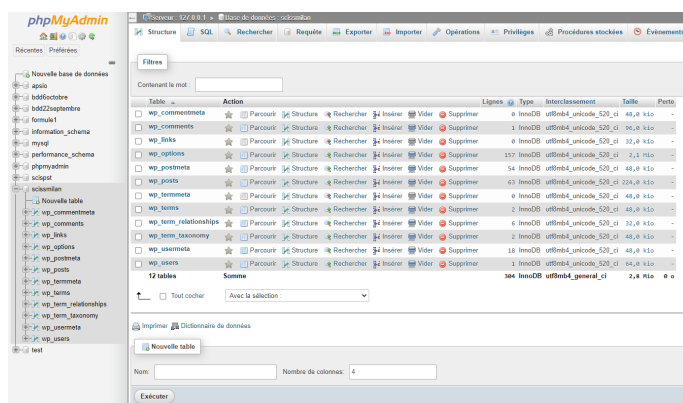 phpMyAdmin
Récentes Préférées
Nouvelle base de données
apsio
bdd6octobre
bdd22septembre
formule1
information_schema
mysql
performance_schema
phpmyadmin
scispst
scissmilan
Nouvelle table
wp_commentmeta
wp_comments
wp_links
wp_options
wp_postmeta
wp_posts
wp_termmeta
wp_terms
wp_term_relationships
wp_term_taxonomy
wp_usermeta
wp_users
test
Serveur : 127.0.0.1 » Base de données : scissmilan
Structure SQL Rechercher Requête Exporter Importer Opérations Privilèges Procédures stockées Évènements
Filtres
Contenant le mot :
Table Action Lignes Type Interclassement Taille Perte
wp_commentmeta Parcourir Structure Rechercher Insérer Vider Supprimer 0 InnoDB utf8mb4_unicode_520_ci 48,0 kio -
wp_comments Parcourir Structure Rechercher Insérer Vider Supprimer 1 InnoDB utf8mb4_unicode_520_ci 96,0 kio -
wp_links Parcourir Structure Rechercher Insérer Vider Supprimer 0 InnoDB utf8mb4_unicode_520_ci 32,0 kio -
wp_options Parcourir Structure Rechercher Insérer Vider Supprimer 157 InnoDB utf8mb4_unicode_520_ci 2,1 Mio -
wp_postmeta Parcourir Structure Rechercher Insérer Vider Supprimer 54 InnoDB utf8mb4_unicode_520_ci 48,0 kio -
wp_posts Parcourir Structure Rechercher Insérer Vider Supprimer 63 InnoDB utf8mb4_unicode_520_ci 224,0 kio -
wp_termmeta Parcourir Structure Rechercher Insérer Vider Supprimer 0 InnoDB utf8mb4_unicode_520_ci 48,0 kio -
wp_terms Parcourir Structure Rechercher Insérer Vider Supprimer 2 InnoDB utf8mb4_unicode_520_ci 48,0 kio -
wp_term_relationships Parcourir Structure Rechercher Insérer Vider Supprimer 6 InnoDB utf8mb4_unicode_520_ci 32,0 kio -
wp_term_taxonomy Parcourir Structure Rechercher Insérer Vider Supprimer 2 InnoDB utf8mb4_unicode_520_ci 48,0 kio -
wp_usermeta Parcourir Structure Rechercher Insérer Vider Supprimer 18 InnoDB utf8mb4_unicode_520_ci 48,0 kio -
wp_users Parcourir Structure Rechercher Insérer Vider Supprimer 1 InnoDB utf8mb4_unicode_520_ci 64,0 kio -
12 tables Somme 304 InnoDB utf8mb4_general_ci 2,8 Mio 0 o
Tout cocher Avec la sélection :
Imprimer Dictionnaire de données
Nouvelle table
Nom: Nombre de colonnes: 4
Exécuter